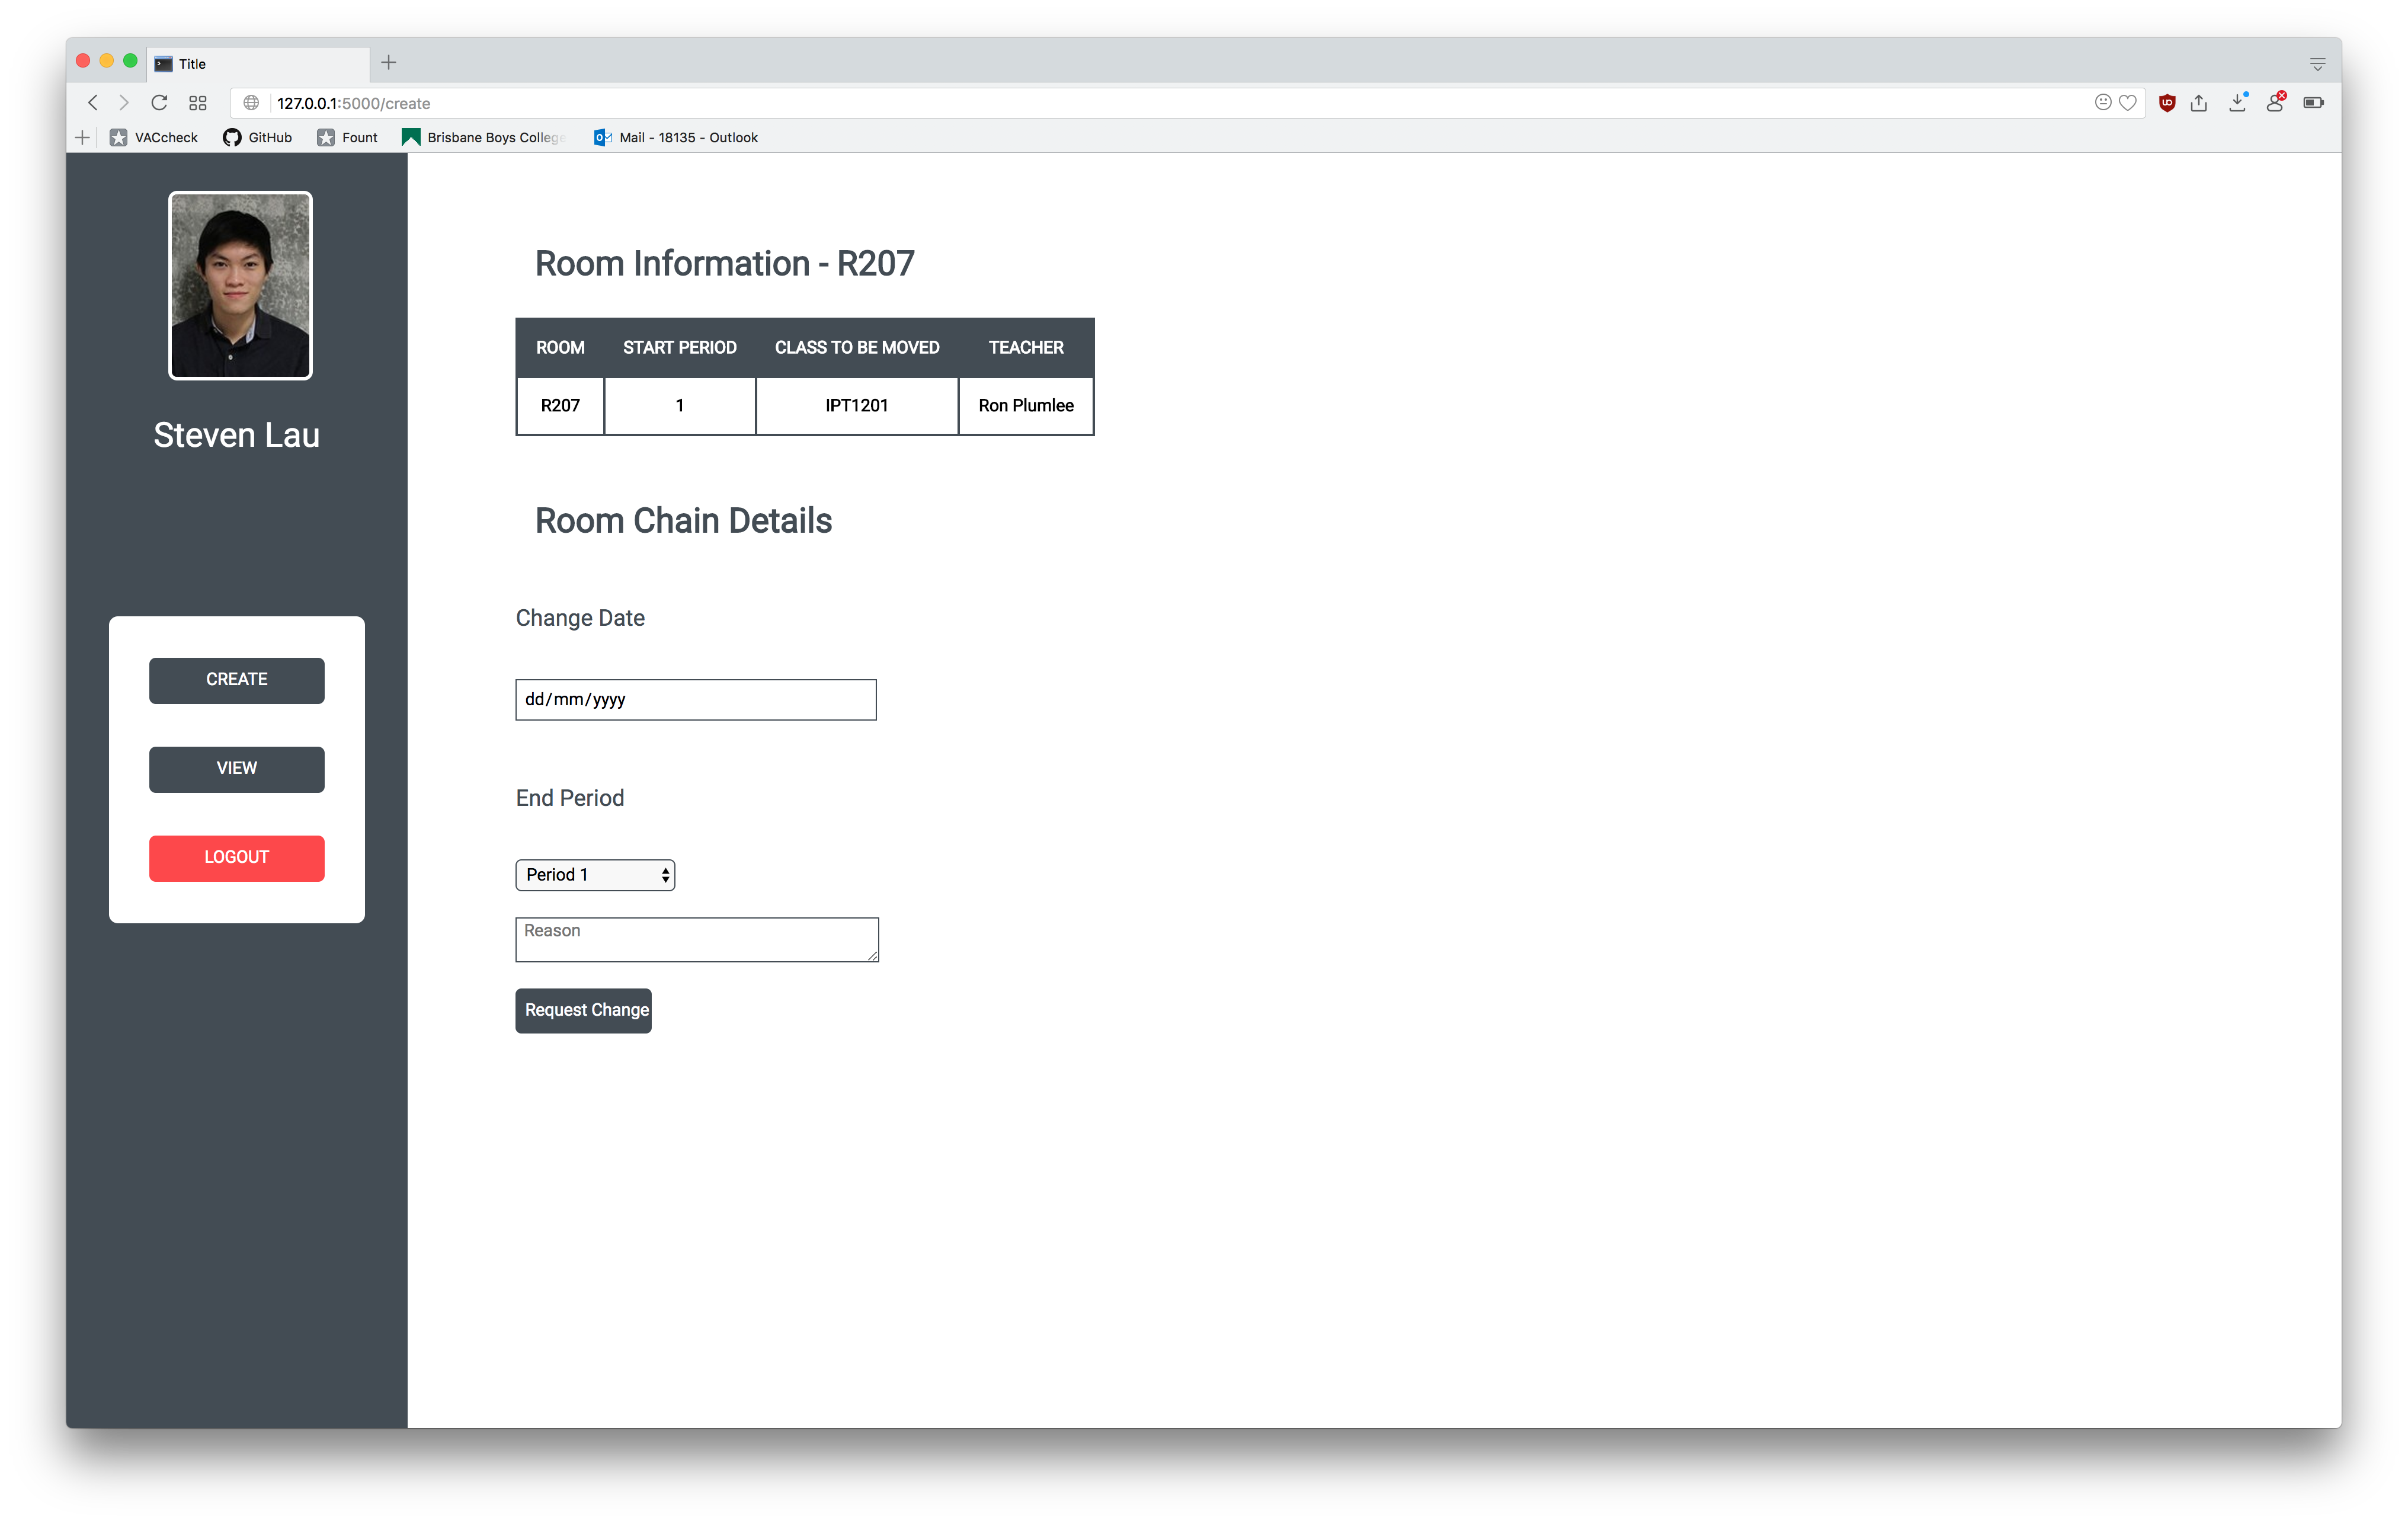 Title
127.0.0.1:5000/create
VACcheck GitHub Fount Brisbane Boys College Mail - 18135 - Outlook
Steven Lau
CREATE
VIEW
LOGOUT
Room Information - R207
ROOM START PERIOD CLASS TO BE MOVED TEACHER
R207 1 IPT1201 Ron Plumlee
Room Chain Details
Change Date
dd/mm/yyyy
End Period
Period 1
Reason
Request Change